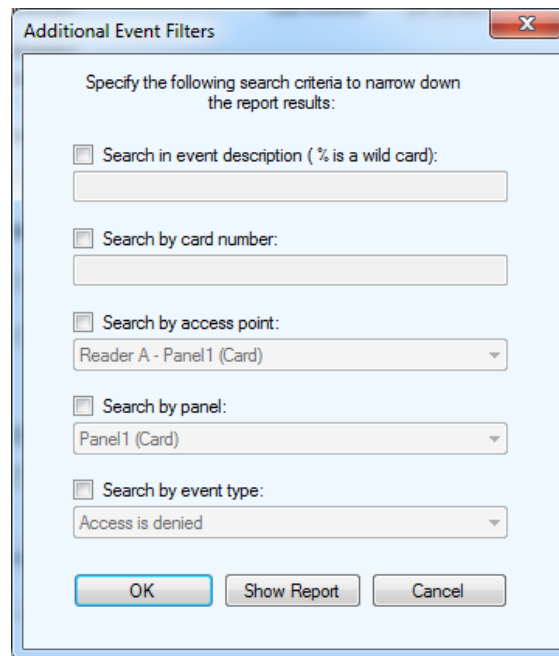 Additional Event Filters
Specify the following search criteria to narrow down
the report results:
Search in event description ( % is a wild card):
Search by card number:
Search by access point:
Reader A - Panel1 (Card)
Search by panel:
Panel1 (Card)
Search by event type:
Access is denied
OK Show Report Cancel